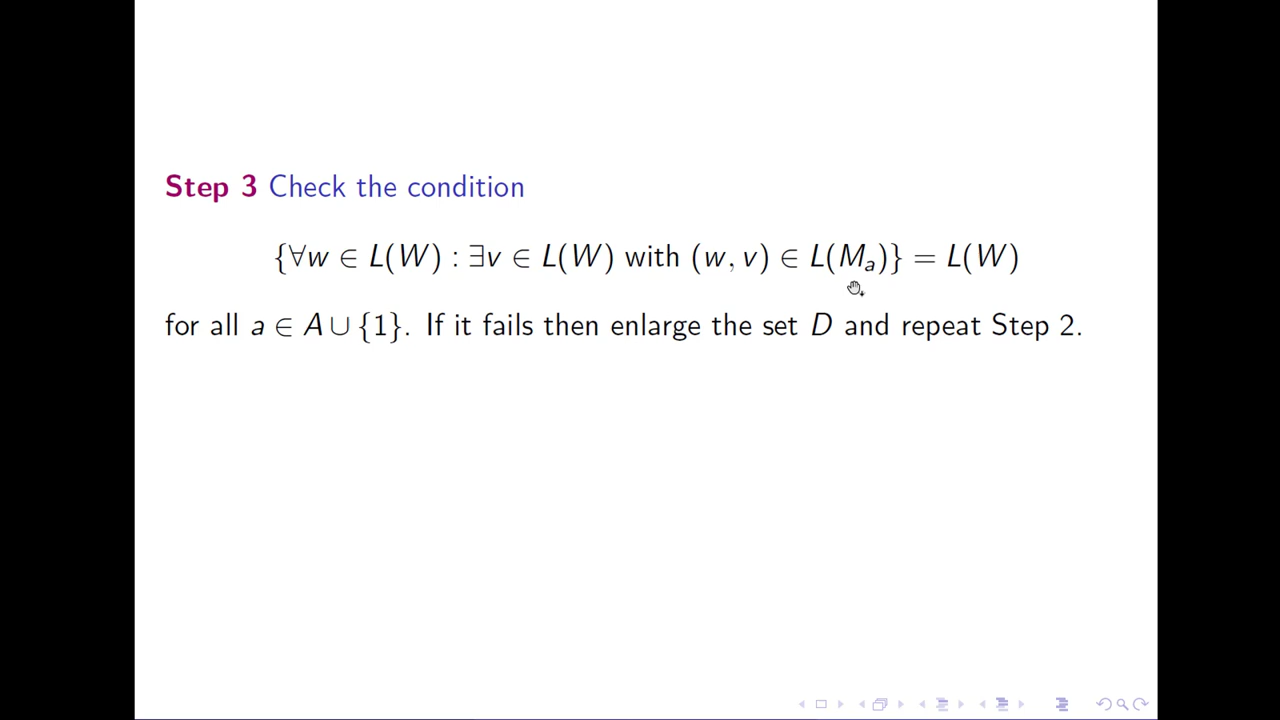 Step 3 Check the condition
{∀w ∈ L(W) : ∃v ∈ L(W) with (w, v) ∈ L(Mₐ)} = L(W)
for all a ∈ A ∪ {1}. If it fails then enlarge the set D and repeat Step 2.